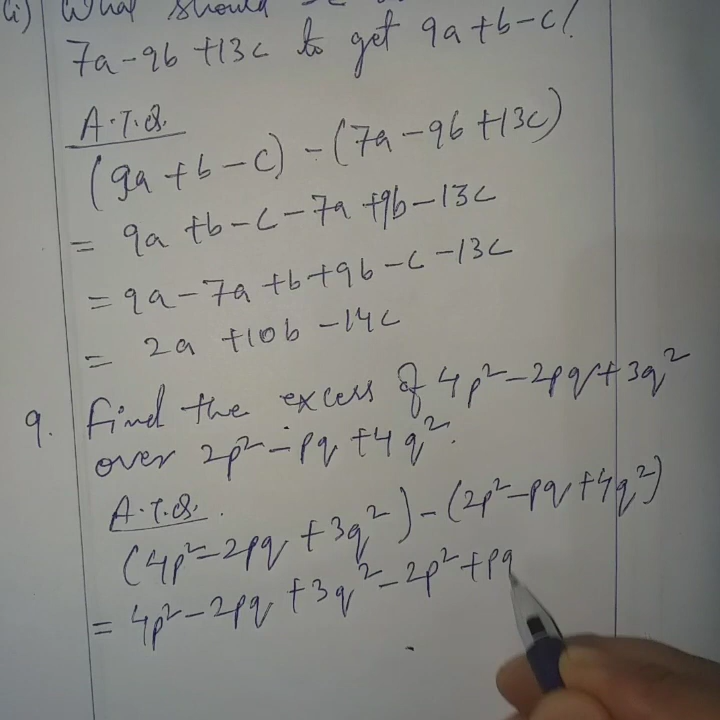 (i) What should
7a-9b+13c to get 9a+b-c?
A.T.Q.
(9a+b-c)-(7a-9b+13c)
= 9a+b-c-7a+9b-13c
= 9a-7a+b+9b-c-13c
= 2a+10b-14c
9. Find the excess of 4p²-2pq+3q²
over 2p²-pq+4q².
A.T.Q.
(4p²-2pq+3q²)-(2p²-pq+4q²)
= 4p²-2pq+3q²-2p²+pq